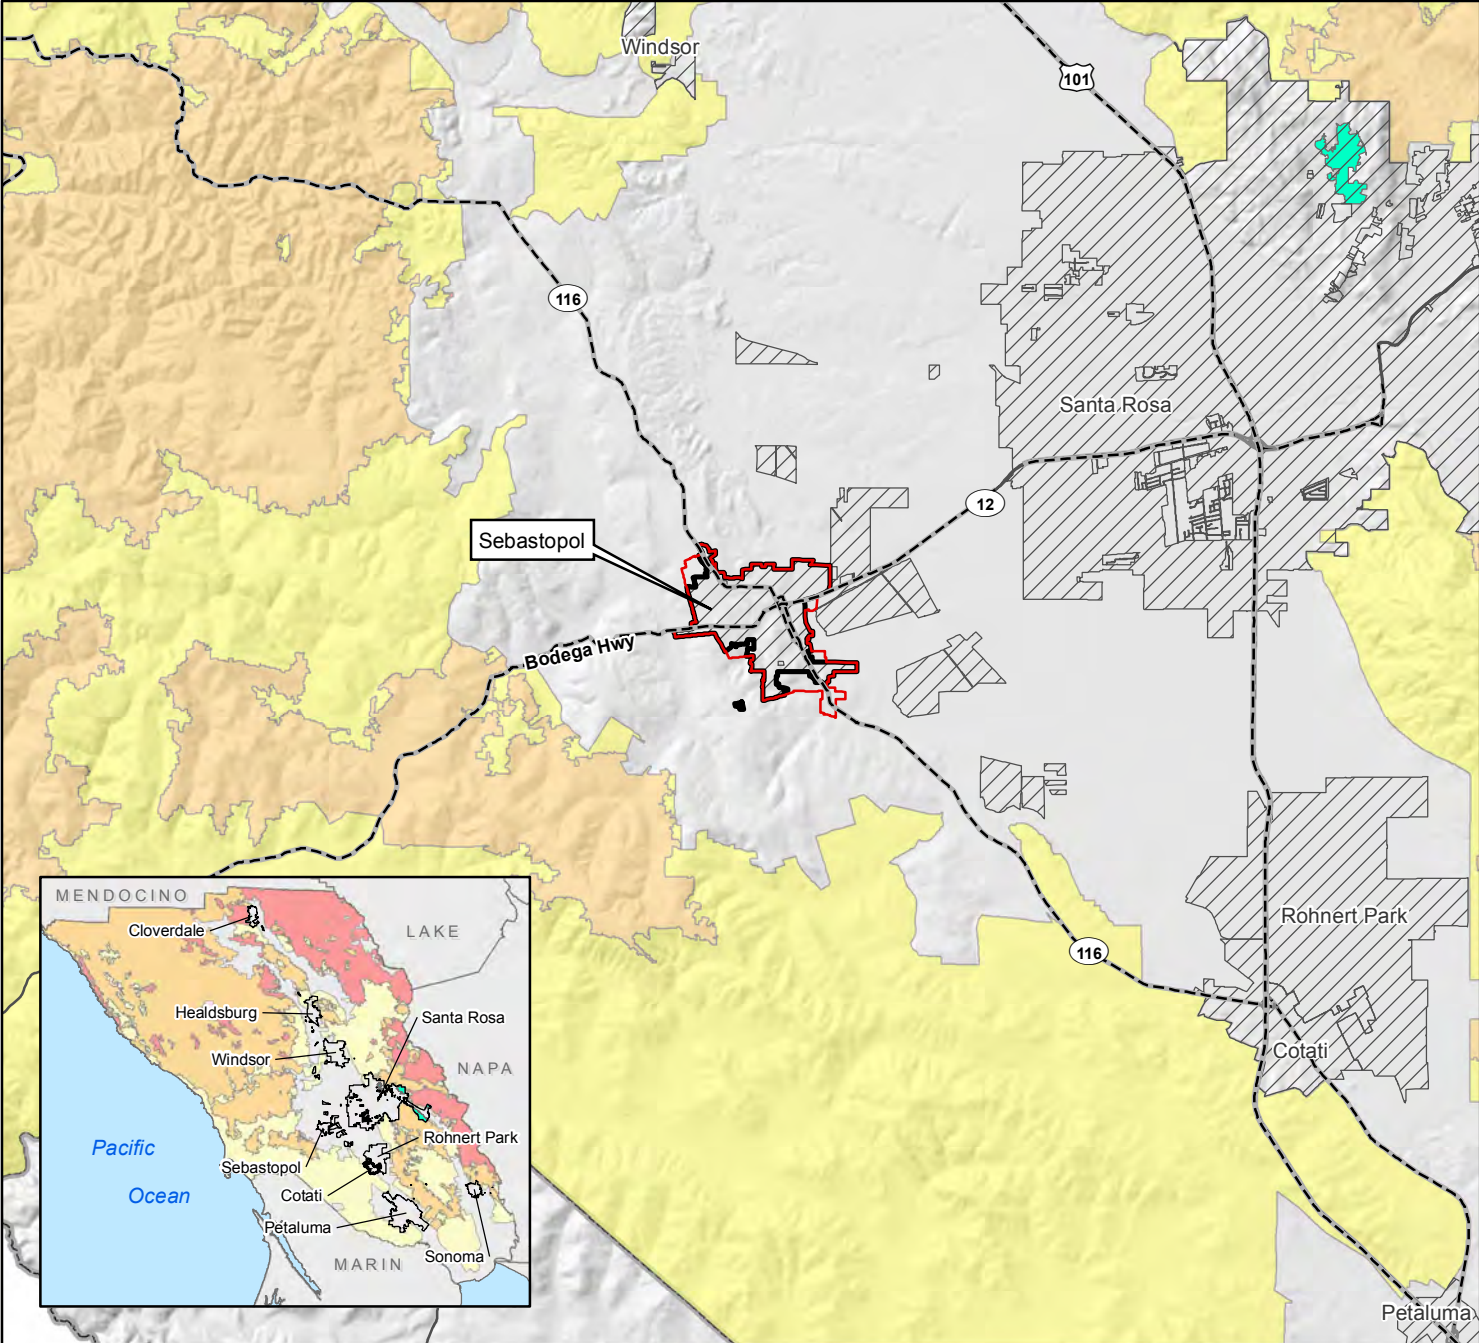 Windsor
101
116
Santa Rosa
12
Sebastopol
Bodega Hwy
Rohnert Park
116
Cotati
Petaluma
MENDOCINO
Cloverdale
LAKE
Healdsburg
Santa Rosa
Windsor
NAPA
Rohnert Park
Pacific
Ocean
Sebastopol
Cotati
Petaluma
Sonoma
MARIN